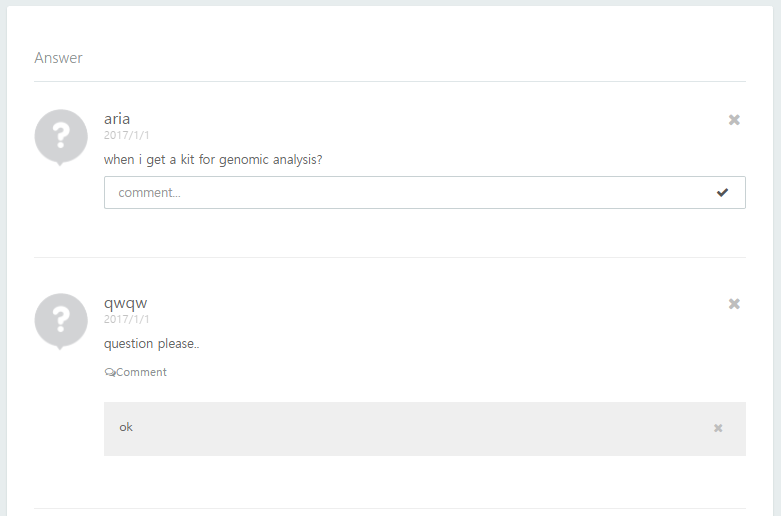 Answer
aria
2017/1/1
when i get a kit for genomic analysis?
comment...
qwqw
2017/1/1
question please..
Comment
ok